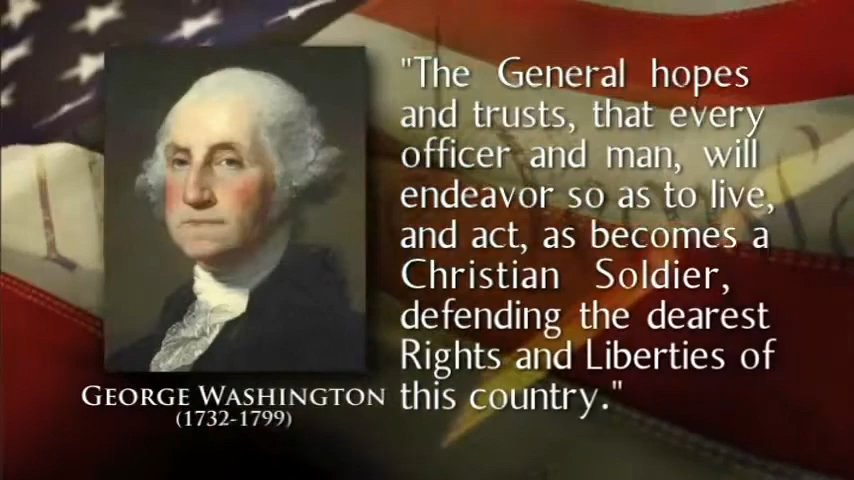 "The General hopes
and trusts, that every
officer and man, will
endeavor so as to live,
and act, as becomes a
Christian Soldier,
defending the dearest
Rights and Liberties of
this country."
GEORGE WASHINGTON
(1732-1799)